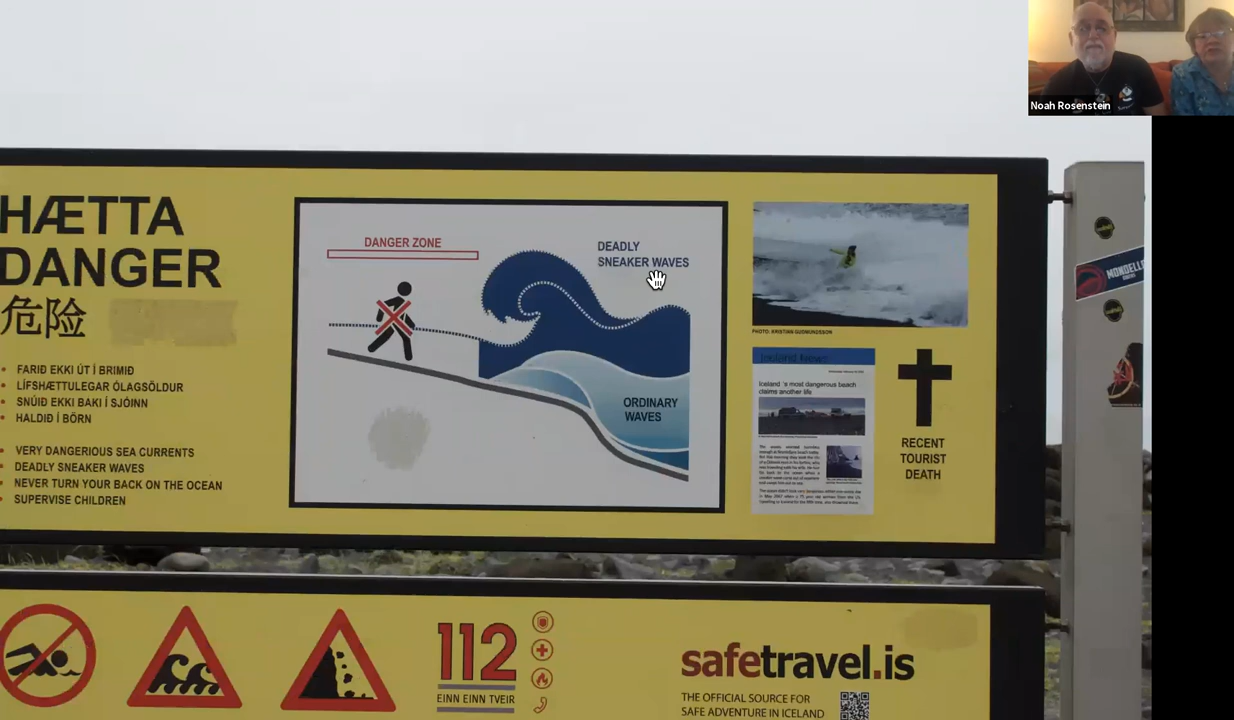 Noah Rosenstein
HÆTTA
DANGER
危险
FARIÐ EKKI ÚT Í BRIMIÐ
LÍFSHÆTTULEGAR ÓLAGSÖLDUR
SNÚIÐ EKKI BAKI Í SJÓINN
HALDIÐ Í BÖRN
VERY DANGERIOUS SEA CURRENTS
DEADLY SNEAKER WAVES
NEVER TURN YOUR BACK ON THE OCEAN
SUPERVISE CHILDREN
DANGER ZONE
DEADLY
SNEAKER WAVES
ORDINARY
WAVES
PHOTO: KRISTIAN GUDMUNDSSON
Iceland News
Iceland´s most dangerous beach
claims another life
RECENT
TOURIST
DEATH
MONDELLO
112
EINN EINN TVEIR
safetravel.is
THE OFFICIAL SOURCE FOR
SAFE ADVENTURE IN ICELAND